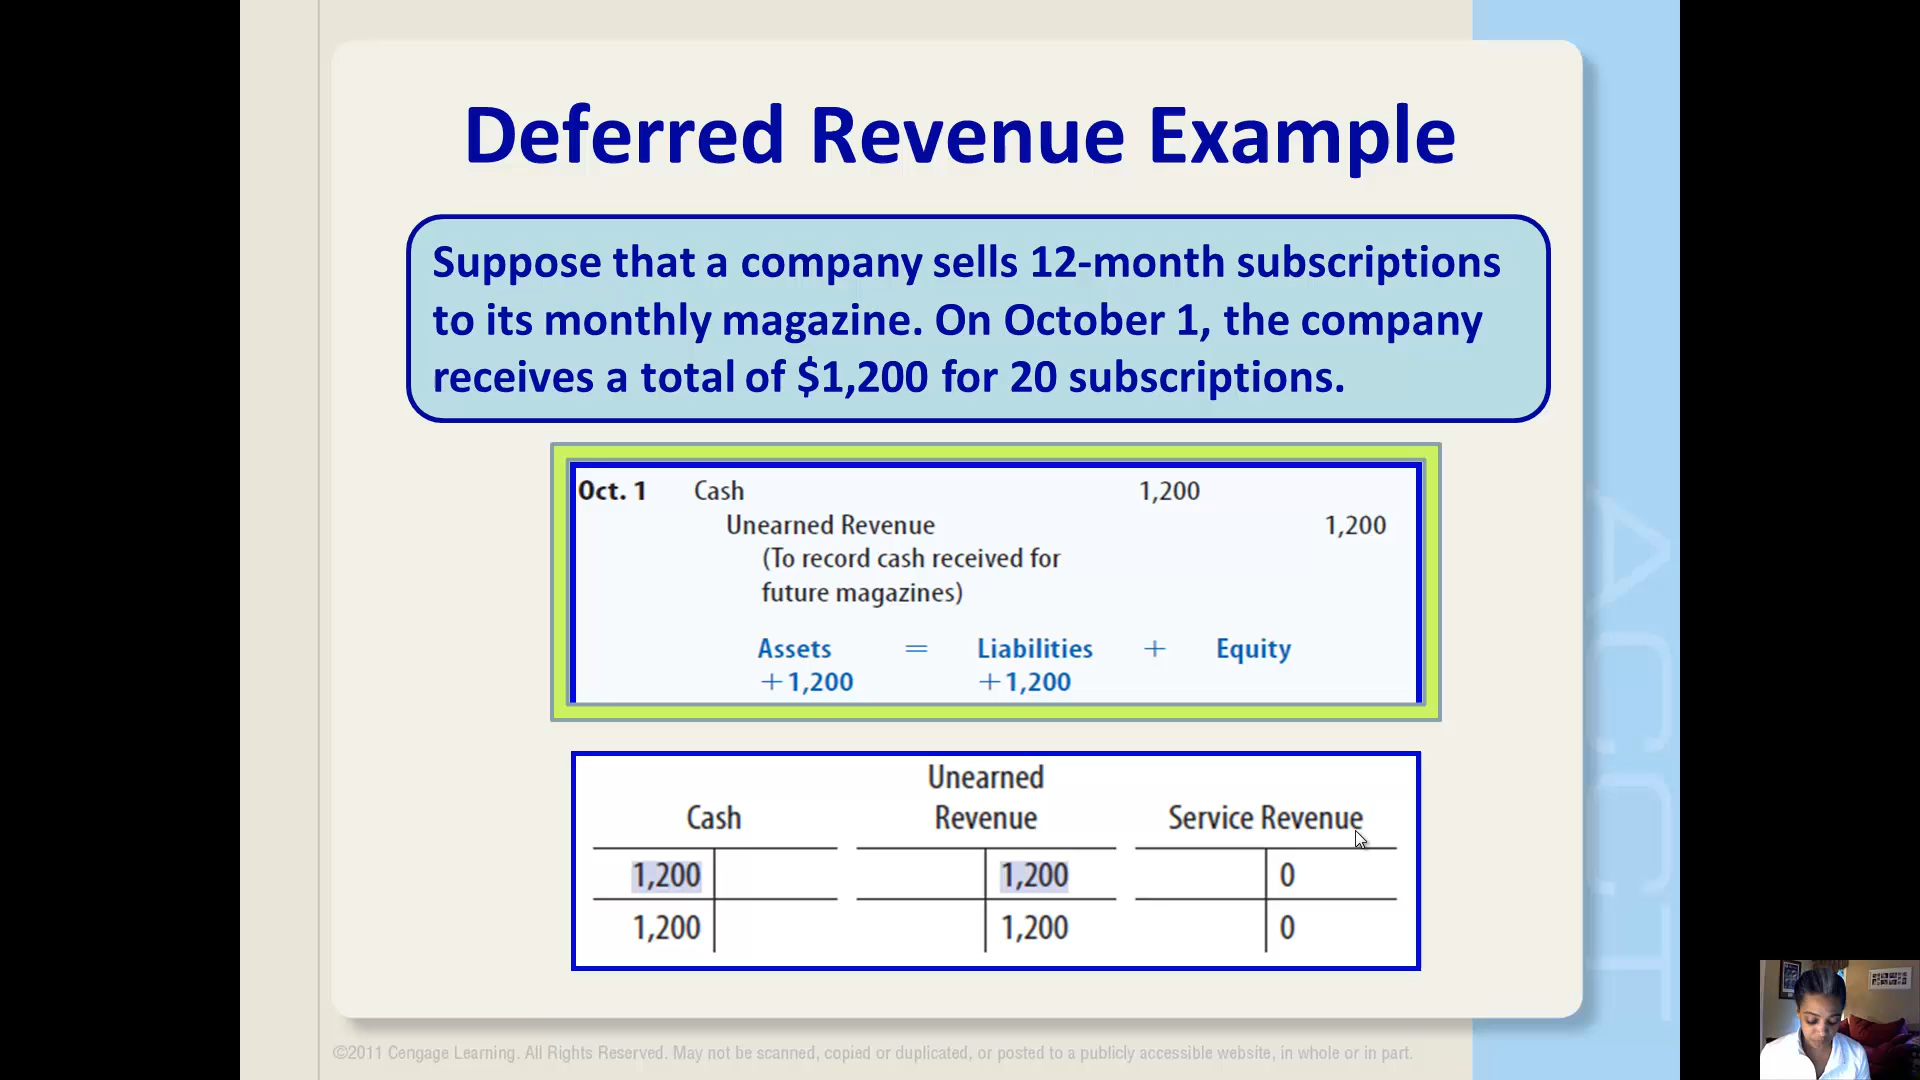 Deferred Revenue Example
Suppose that a company sells 12-month subscriptions
to its monthly magazine. On October 1, the company
receives a total of $1,200 for 20 subscriptions.
Oct. 1 Cash 1,200
Unearned Revenue 1,200
(To record cash received for
future magazines)
Assets = Liabilities + Equity
+1,200 +1,200
Unearned
Cash Revenue Service Revenue
1,200 1,200 0
1,200 1,200 0
ACCT
©2011 Cengage Learning. All Rights Reserved. May not be scanned, copied or duplicated, or posted to a publicly accessible website, in whole or in part.